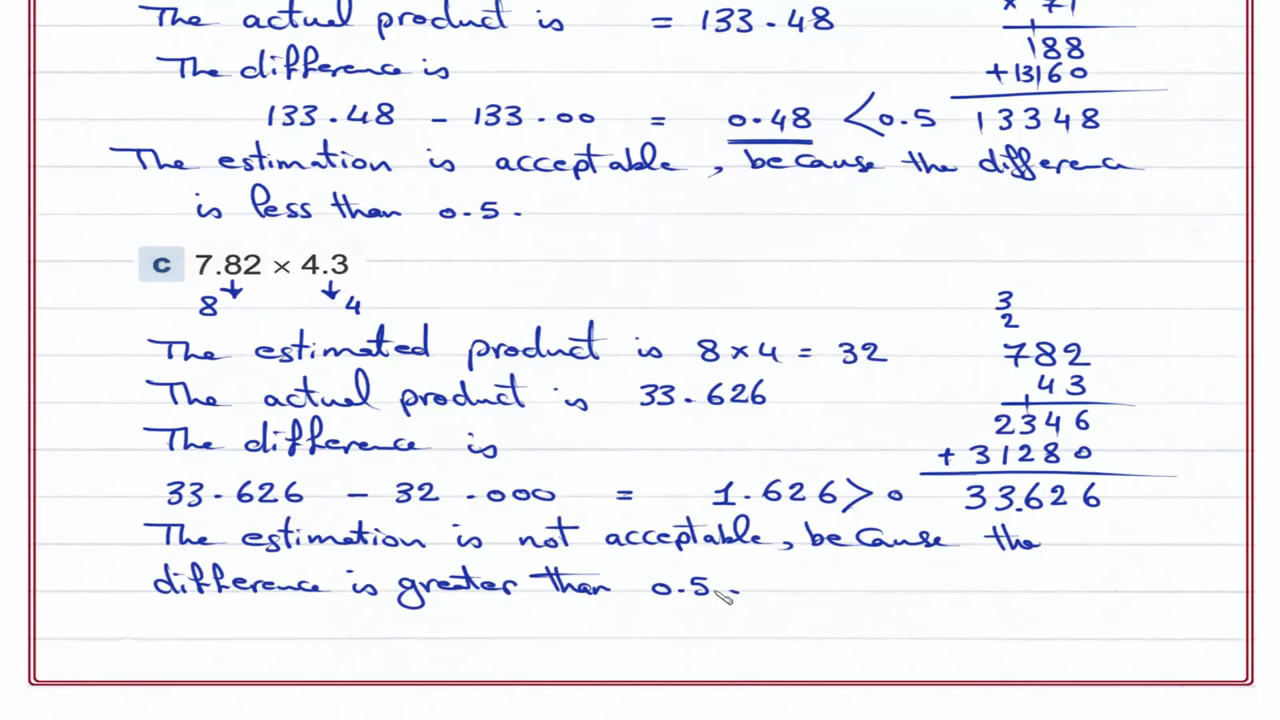 The actual product is = 133.48
× 71
188
The difference is
+13160
133.48 - 133.00 = 0.48 < 0.5
13348
The estimation is acceptable, because the differenc
is less than 0.5.
c 7.82 × 4.3
8 4
3
2
The estimated product is 8×4 = 32
782
43
The actual product is 33.626
2346
The difference is
+ 31280
33.626 - 32.000 = 1.626 > 0
33.626
The estimation is not acceptable, because the
difference is greater than 0.5.